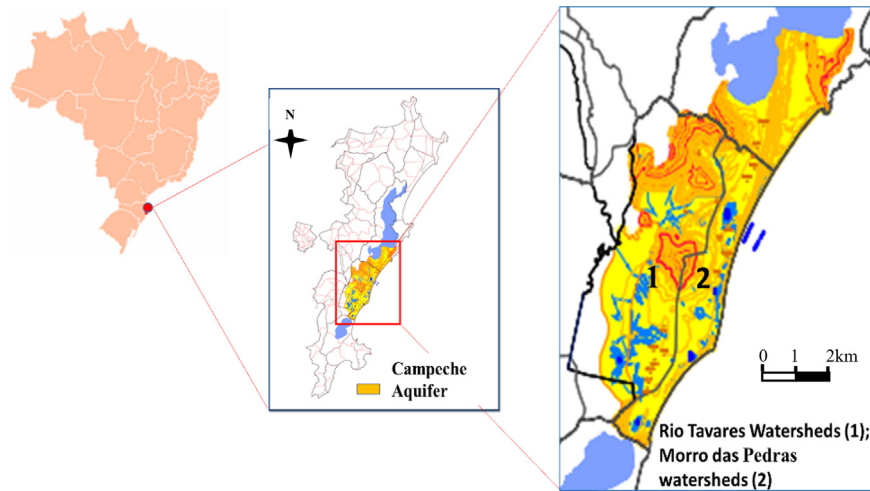 N
Campeche
Aquifer
1
2
0 1 2km
Rio Tavares Watersheds (1);
Morro das Pedras
watersheds (2)